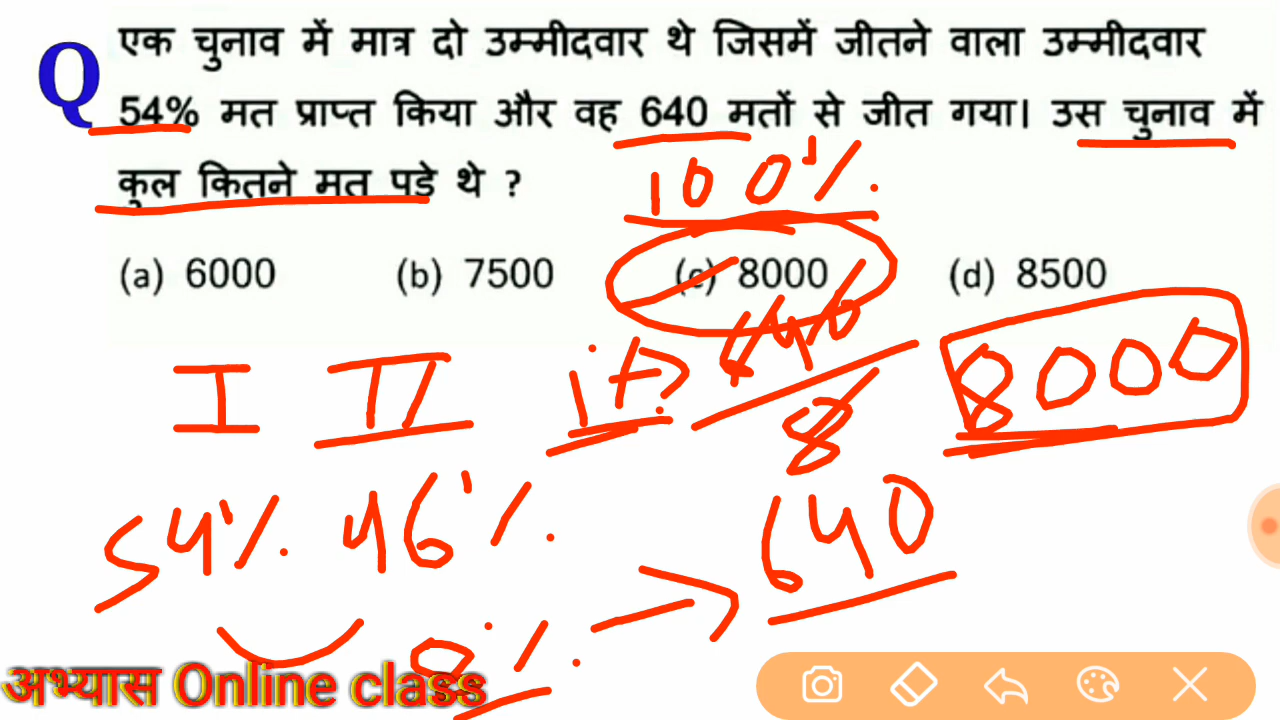 Q एक चुनाव में मात्र दो उम्मीदवार थे जिसमें जीतने वाला उम्मीदवार
54% मत प्राप्त किया और वह 640 मतों से जीत गया। उस चुनाव में
कुल कितने मत पड़े थे ?
100%.
(a) 6000 (b) 7500 (c) 8000 (d) 8500
I II 1% → 640
8
8000
54%. 46%.
8%. → 640
अभ्यास Online class